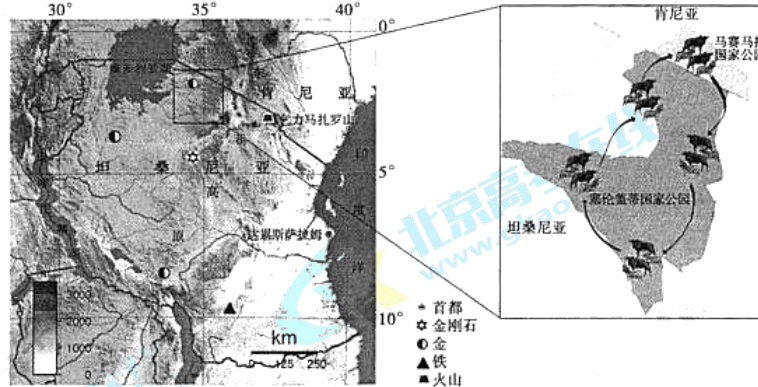 30° 35° 40° 0°
肯尼亚
马赛马拉
国家公园
维多利亚湖
肯尼亚
乞力马扎罗山
坦桑尼亚
5°
高
原
印度洋
达累斯萨拉姆
塞伦盖蒂国家公园
坦桑尼亚
3000
2000
1000
0
10°
km
0 125 250
首都
金刚石
金
铁
火山
北京高考在线